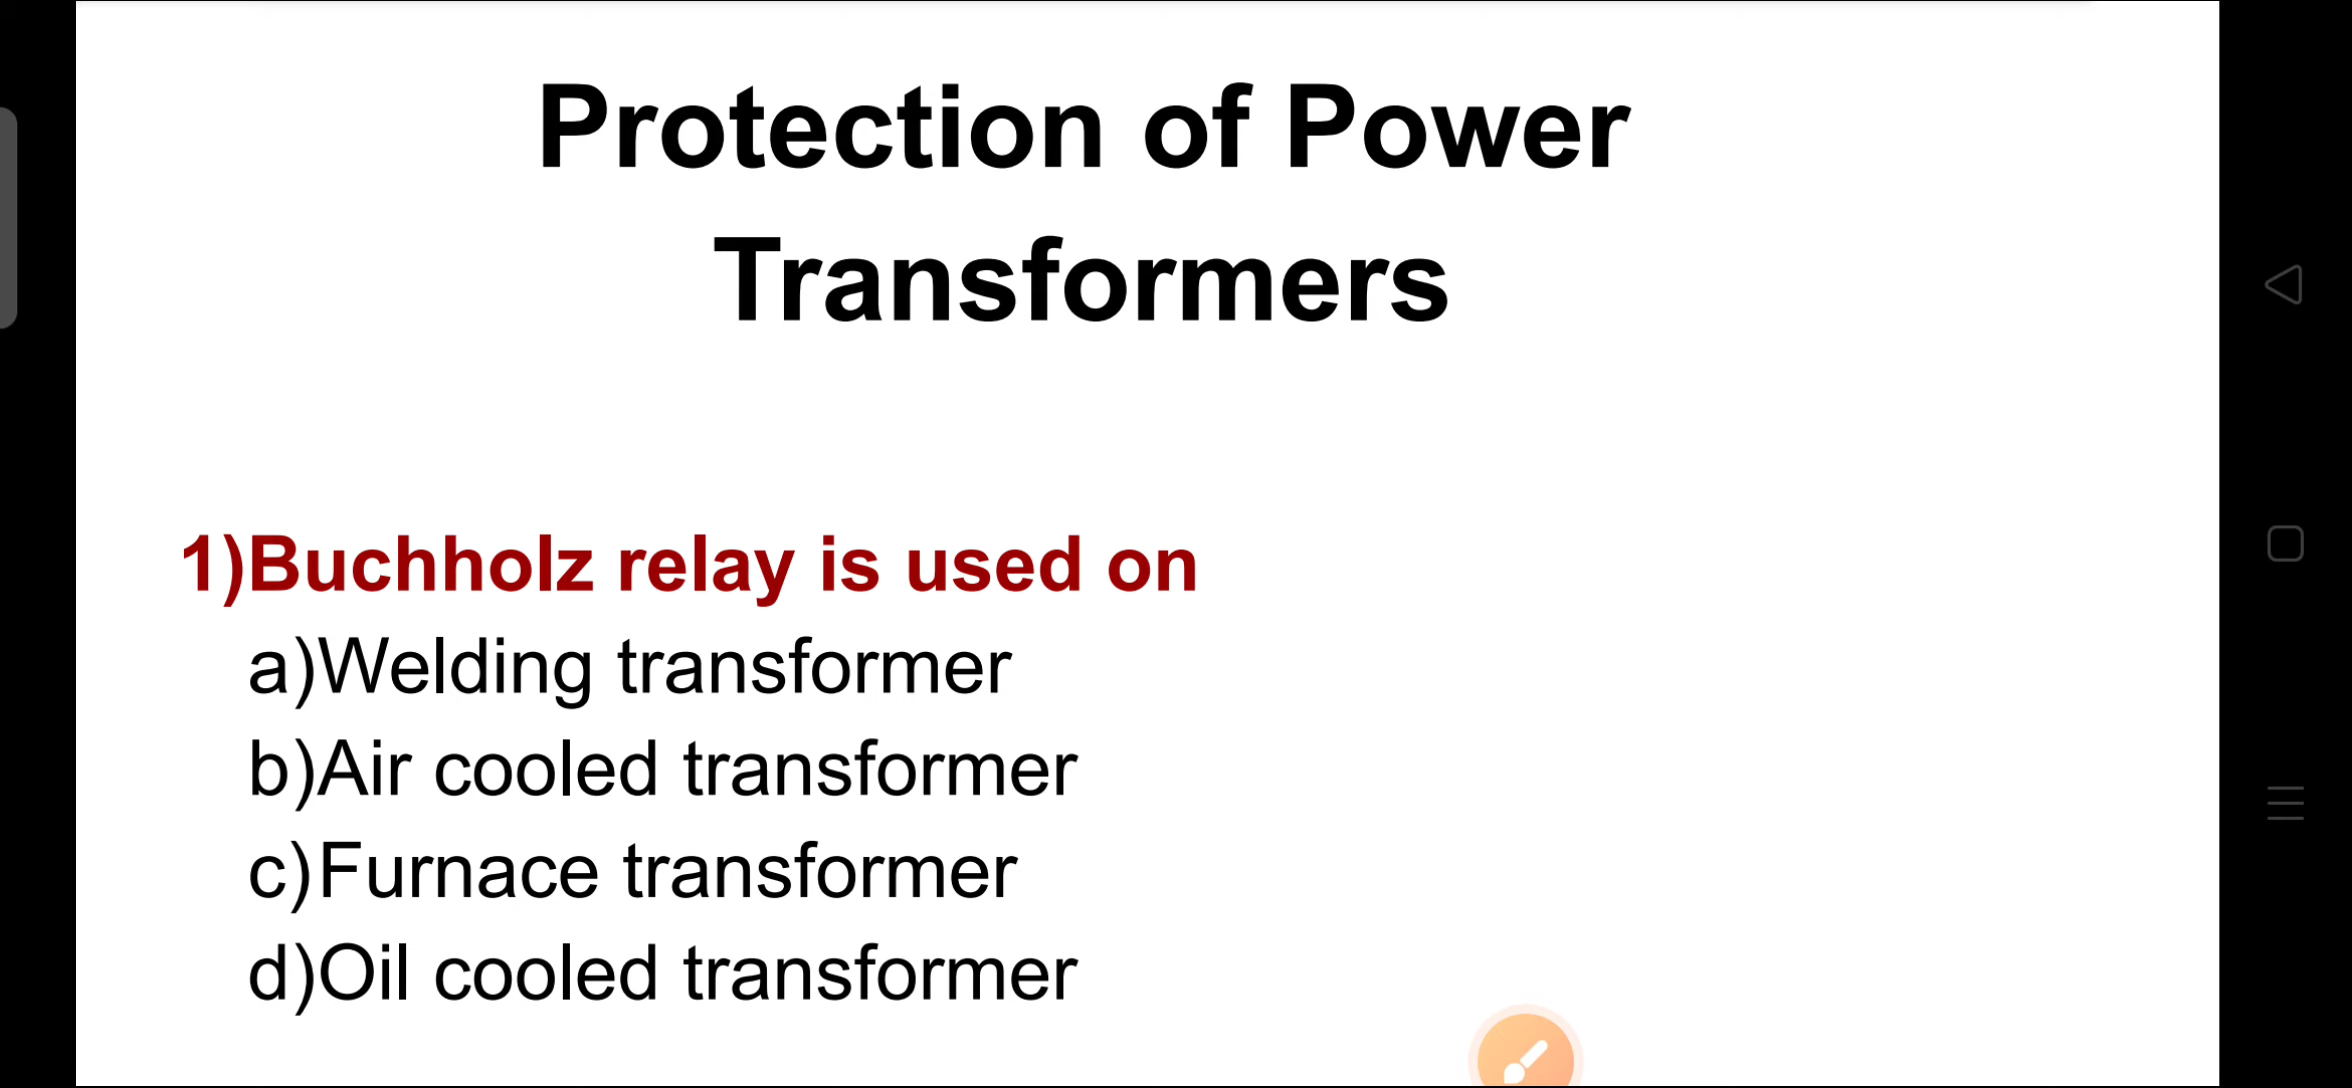 Protection of Power
Transformers
1)Buchholz relay is used on
a)Welding transformer
b)Air cooled transformer
c)Furnace transformer
d)Oil cooled transformer